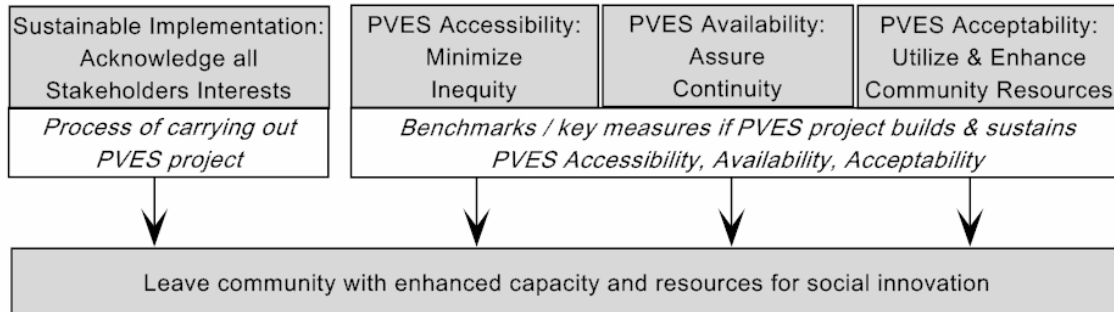 Sustainable Implementation:
Acknowledge all
Stakeholders Interests
Process of carrying out
PVES project
PVES Accessibility:
Minimize
Inequity
PVES Availability:
Assure
Continuity
PVES Acceptability:
Utilize & Enhance
Community Resources
Benchmarks / key measures if PVES project builds & sustains
PVES Accessibility, Availability, Acceptability
Leave community with enhanced capacity and resources for social innovation